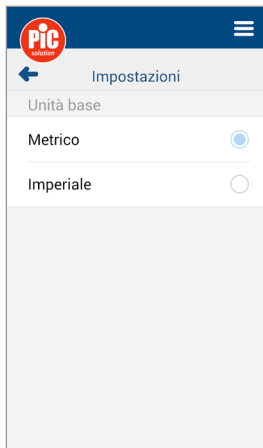 PiC
solution
Impostazioni
Unità base
Metrico
Imperiale